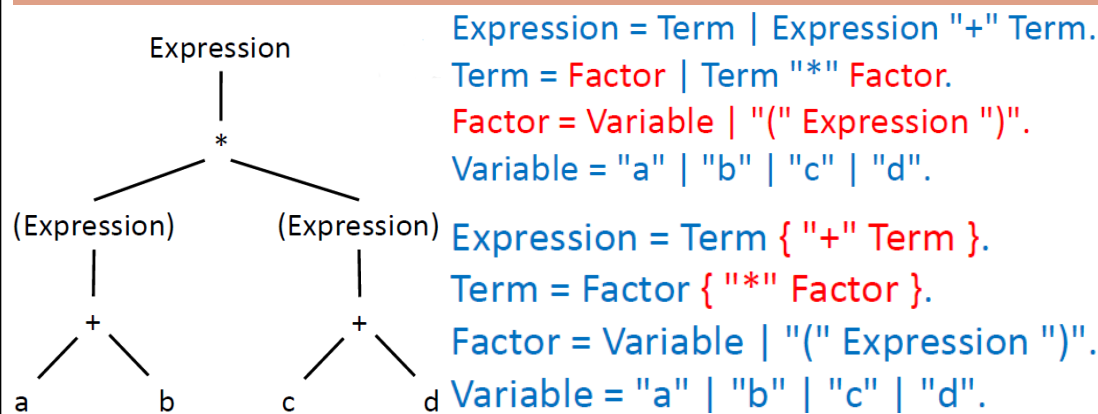 Expression
*
(Expression) (Expression)
+ +
a b c d
Expression = Term | Expression "+" Term.
Term = Factor | Term "*" Factor.
Factor = Variable | "(" Expression ")".
Variable = "a" | "b" | "c" | "d".
Expression = Term { "+" Term }.
Term = Factor { "*" Factor }.
Factor = Variable | "(" Expression ")".
Variable = "a" | "b" | "c" | "d".